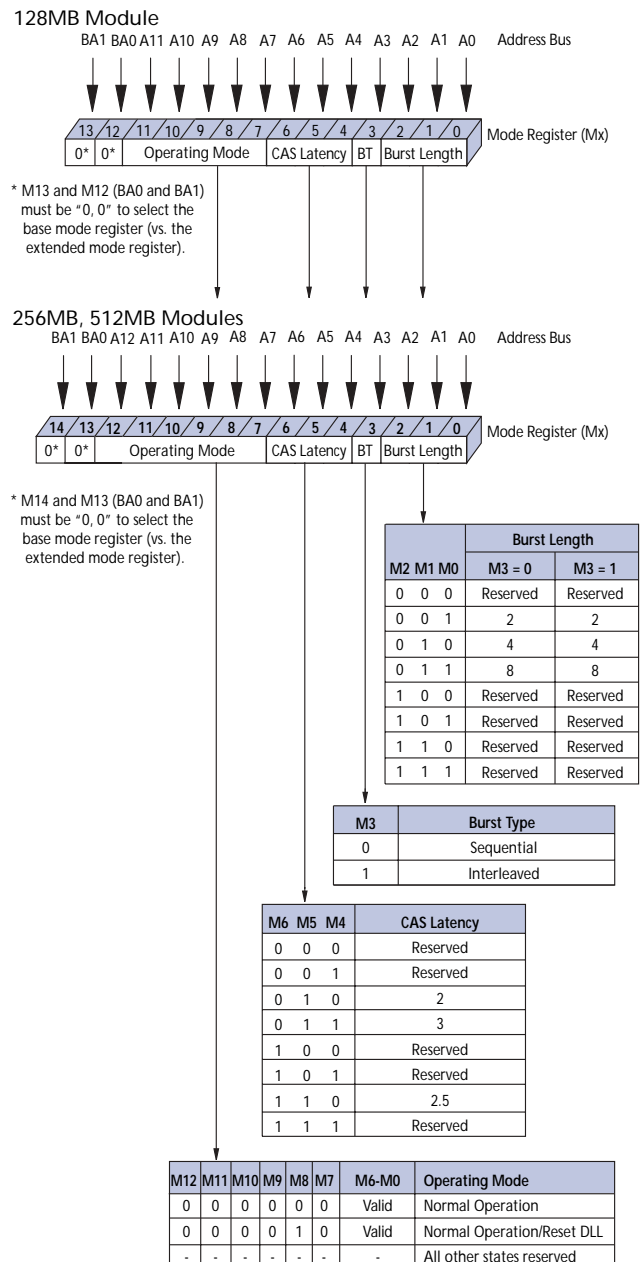 128MB Module
BA1 BA0 A11 A10 A9 A8 A7 A6 A5 A4 A3 A2 A1 A0 Address Bus
13 12 11 10 9 8 7 6 5 4 3 2 1 0 Mode Register (Mx)
0* 0* Operating Mode CAS Latency BT Burst Length
* M13 and M12 (BA0 and BA1)
must be "0, 0" to select the
base mode register (vs. the
extended mode register).
256MB, 512MB Modules
BA1 BA0 A12 A11 A10 A9 A8 A7 A6 A5 A4 A3 A2 A1 A0 Address Bus
14 13 12 11 10 9 8 7 6 5 4 3 2 1 0 Mode Register (Mx)
0* 0* Operating Mode CAS Latency BT Burst Length
* M14 and M13 (BA0 and BA1)
must be "0, 0" to select the
base mode register (vs. the
extended mode register).
Burst Length
M2 M1 M0 M3 = 0 M3 = 1
0 0 0 Reserved Reserved
0 0 1 2 2
0 1 0 4 4
0 1 1 8 8
1 0 0 Reserved Reserved
1 0 1 Reserved Reserved
1 1 0 Reserved Reserved
1 1 1 Reserved Reserved
M3 Burst Type
0 Sequential
1 Interleaved
M6 M5 M4 CAS Latency
0 0 0 Reserved
0 0 1 Reserved
0 1 0 2
0 1 1 3
1 0 0 Reserved
1 0 1 Reserved
1 1 0 2.5
1 1 1 Reserved
M12 M11 M10 M9 M8 M7 M6-M0 Operating Mode
0 0 0 0 0 0 Valid Normal Operation
0 0 0 0 1 0 Valid Normal Operation/Reset DLL
- - - - - - - All other states reserved